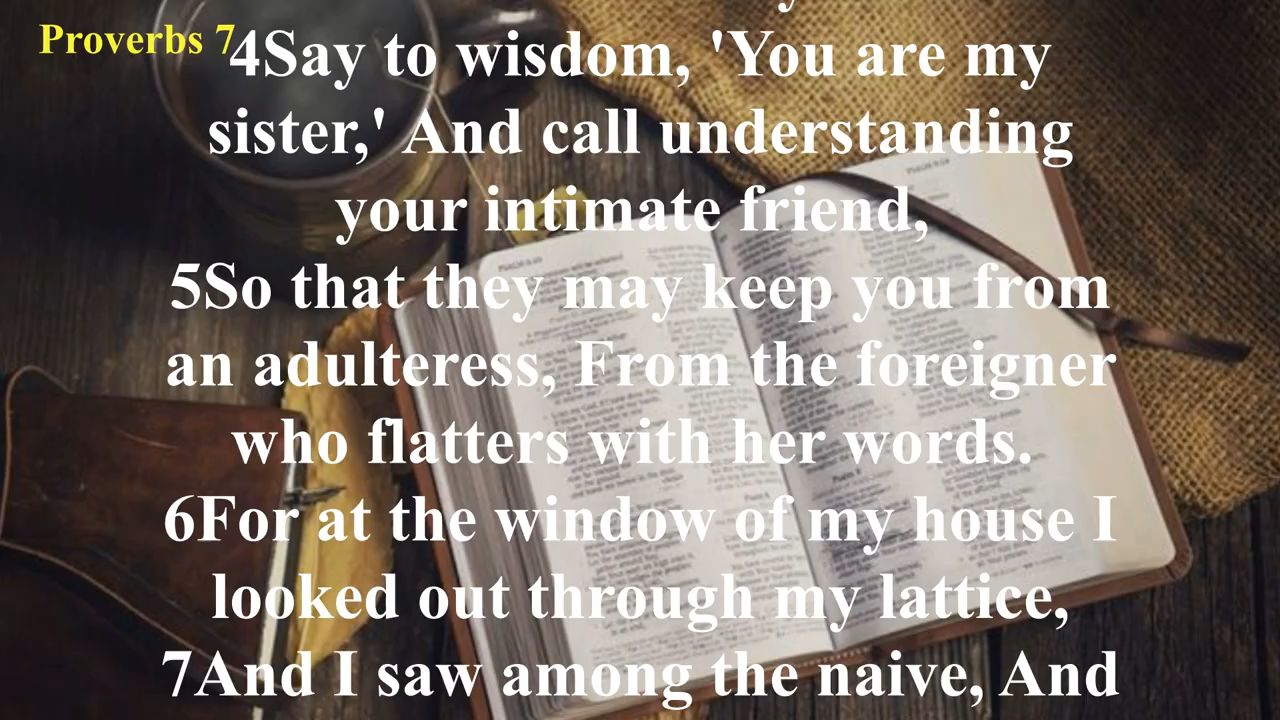 Proverbs 7
4Say to wisdom, 'You are my
sister,' And call understanding
your intimate friend,
5So that they may keep you from
an adulteress, From the foreigner
who flatters with her words.
6For at the window of my house I
looked out through my lattice,
7And I saw among the naive, And